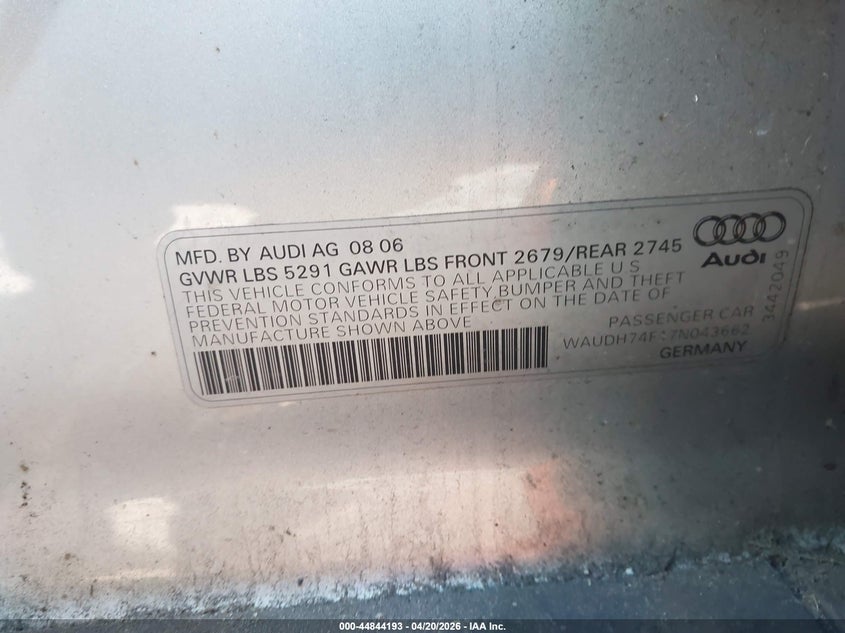 MFD. BY AUDI AG 08 06
GVWR LBS 5291 GAWR LBS FRONT 2679/REAR 2745
THIS VEHICLE CONFORMS TO ALL APPLICABLE U S
FEDERAL MOTOR VEHICLE SAFETY BUMPER AND THEFT
PREVENTION STANDARDS IN EFFECT ON THE DATE OF
MANUFACTURE SHOWN ABOVE
Audi
3442049
PASSENGER CAR
GERMANY
000-44844193 - 04/20/2026 - IAA Inc.